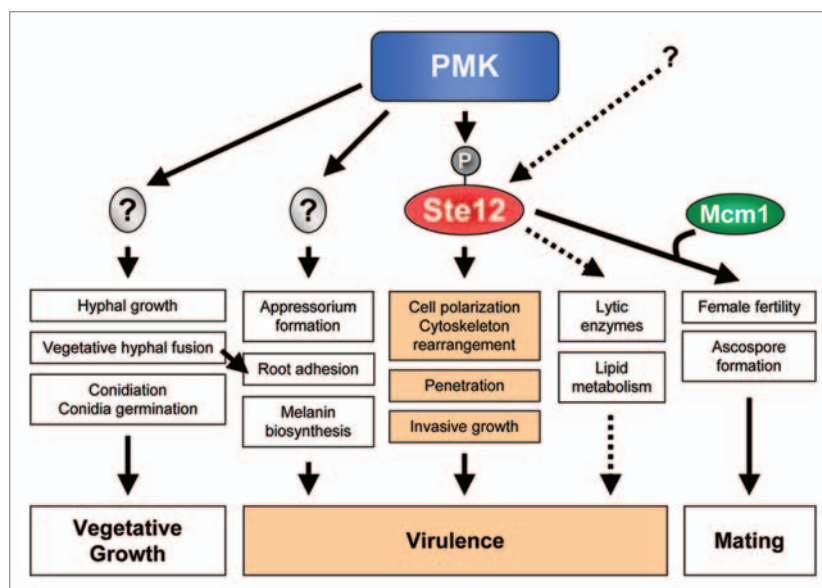 PMK
?
P
?
?
Ste12
Mcm1
Hyphal growth
Vegetative hyphal fusion
Conidiation
Conidia germination
Appressorium
formation
Root adhesion
Melanin
biosynthesis
Cell polarization
Cytoskeleton
rearrangement
Penetration
Invasive growth
Lytic
enzymes
Lipid
metabolism
Female fertility
Ascospore
formation
Vegetative
Growth
Virulence
Mating